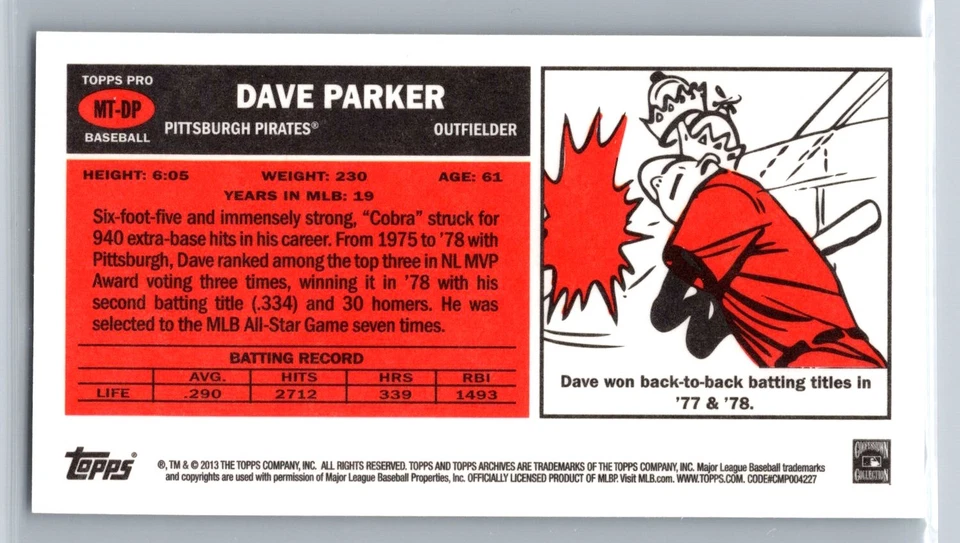 TOPPS PRO
MT-DP
BASEBALL
DAVE PARKER
PITTSBURGH PIRATES® OUTFIELDER
HEIGHT: 6:05 WEIGHT: 230 AGE: 61
YEARS IN MLB: 19
Six-foot-five and immensely strong, “Cobra” struck for
940 extra-base hits in his career. From 1975 to ’78 with
Pittsburgh, Dave ranked among the top three in NL MVP
Award voting three times, winning it in ’78 with his
second batting title (.334) and 30 homers. He was
selected to the MLB All-Star Game seven times.
BATTING RECORD
AVG. HITS HRS RBI
LIFE .290 2712 339 1493
Dave won back-to-back batting titles in
’77 & ’78.
Topps®
®, TM & © 2013 THE TOPPS COMPANY, INC. ALL RIGHTS RESERVED. TOPPS AND TOPPS ARCHIVES ARE TRADEMARKS OF THE TOPPS COMPANY, INC. Major League Baseball trademarks
and copyrights are used with permission of Major League Baseball Properties, Inc. OFFICIALLY LICENSED PRODUCT OF MLBP. Visit MLB.com. WWW.TOPPS.COM. CODE#CMP004227
COOPERSTOWN
COLLECTION